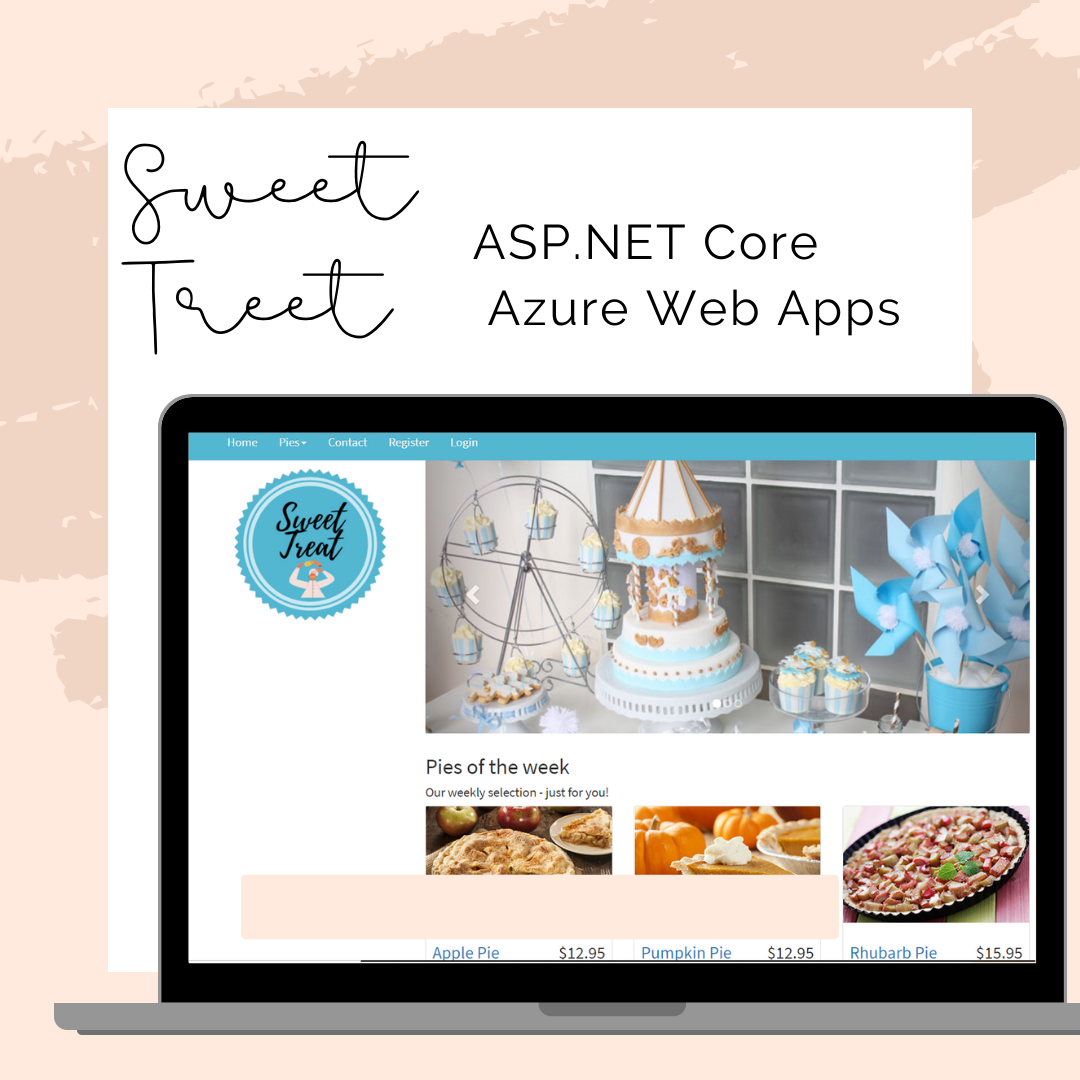 Sweet
Treet
ASP.NET Core
Azure Web Apps
Home Pies Contact Register Login
Sweet
Treat
Pies of the week
Our weekly selection - just for you!
Apple Pie $12.95 Pumpkin Pie $12.95 Rhubarb Pie $15.95